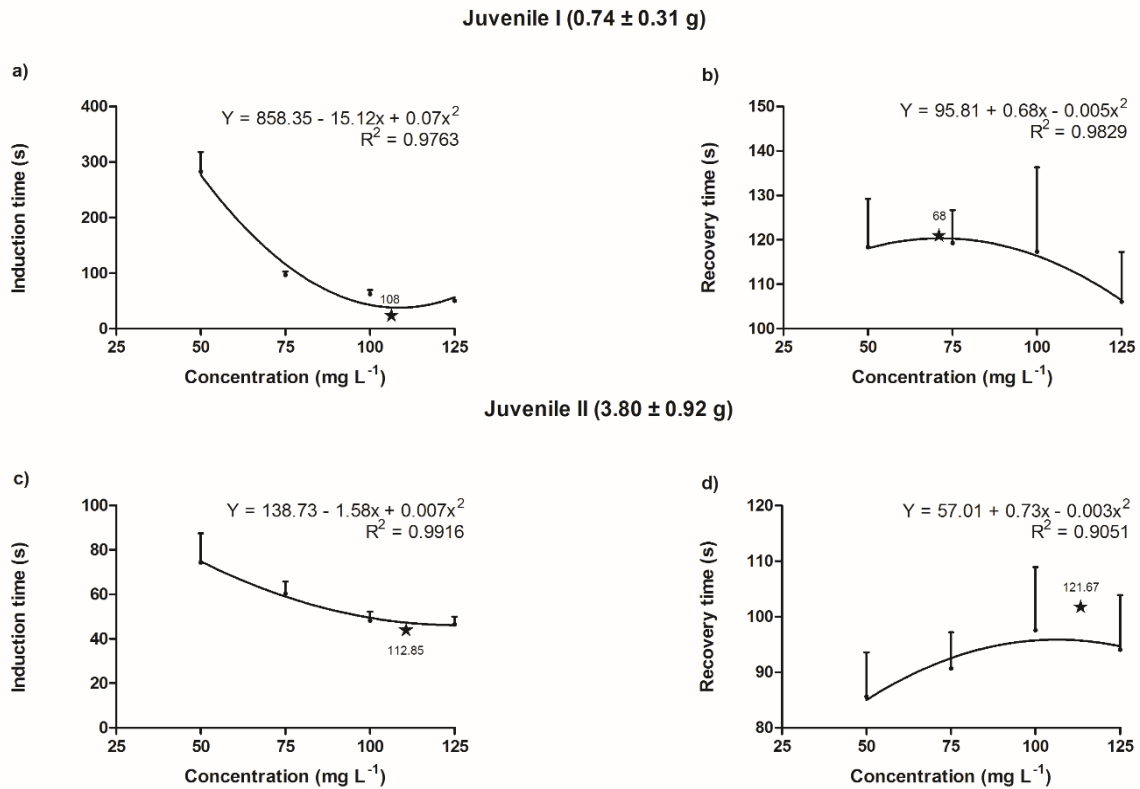 Juvenile I (0.74 ± 0.31 g)
a)
Y = 858.35 - 15.12x + 0.07x²
R² = 0.9763
Induction time (s)
400
300
200
100
0
108
25 50 75 100 125
Concentration (mg L⁻¹)
b)
Y = 95.81 + 0.68x - 0.005x²
R² = 0.9829
Recovery time (s)
150
140
130
120
110
100
68
25 50 75 100 125
Concentration (mg L⁻¹)
Juvenile II (3.80 ± 0.92 g)
c)
Y = 138.73 - 1.58x + 0.007x²
R² = 0.9916
Induction time (s)
100
80
60
40
20
0
112.85
25 50 75 100 125
Concentration (mg L⁻¹)
d)
Y = 57.01 + 0.73x - 0.003x²
R² = 0.9051
Recovery time (s)
120
110
100
90
80
121.67
25 50 75 100 125
Concentration (mg L⁻¹)